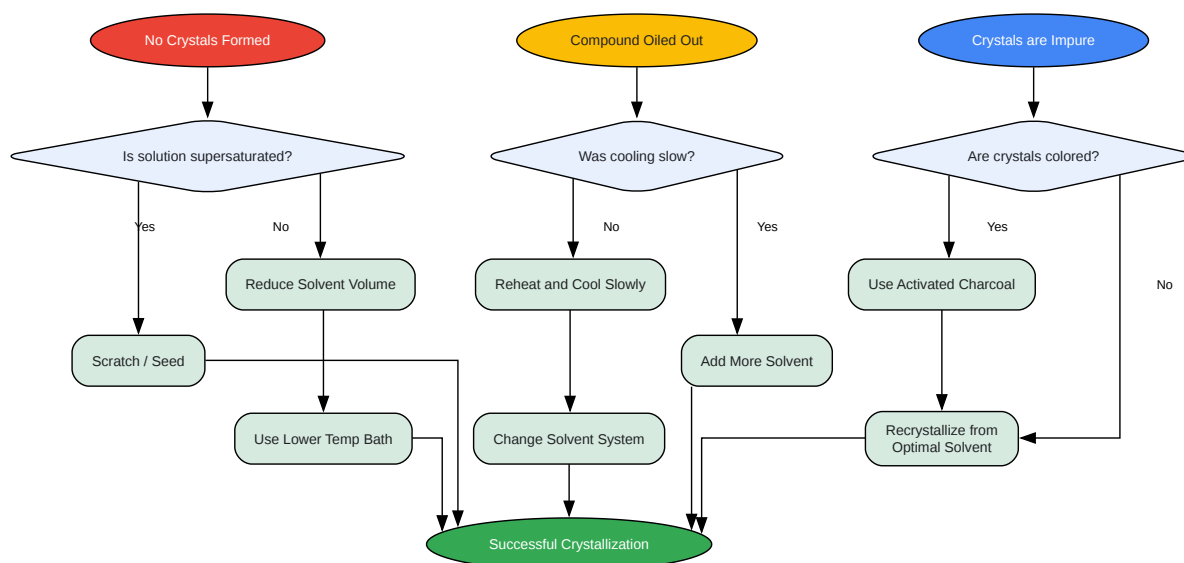 No Crystals Formed
Compound Oiled Out
Crystals are Impure
Is solution supersaturated?
Was cooling slow?
Are crystals colored?
Yes
No
No
Yes
Yes
No
Reduce Solvent Volume
Reheat and Cool Slowly
Use Activated Charcoal
Scratch / Seed
Add More Solvent
Use Lower Temp Bath
Change Solvent System
Recrystallize from
Optimal Solvent
Successful Crystallization